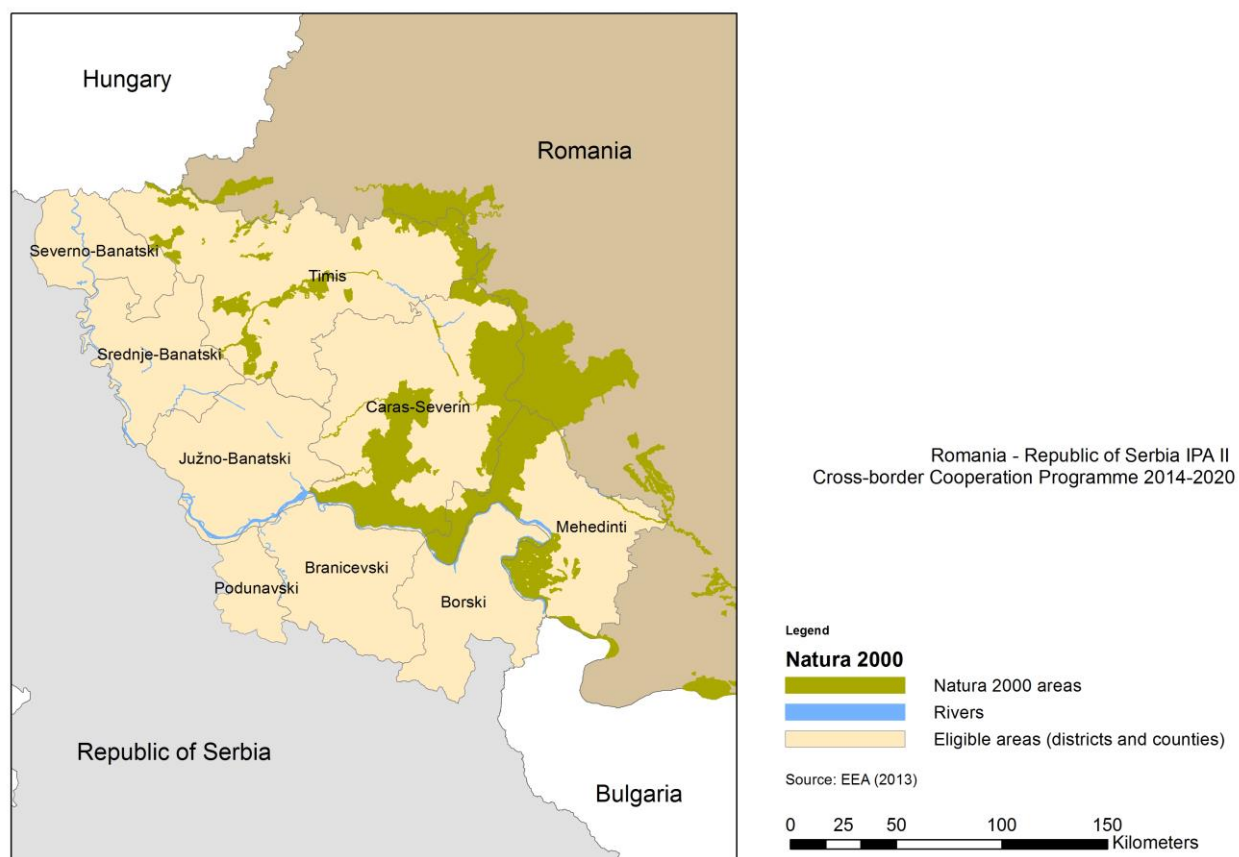 Hungary
Romania
Severno-Banatski
Timis
Srednje-Banatski
Caras-Severin
Južno-Banatski
Mehedinti
Branicevski
Podunavski
Borski
Republic of Serbia
Bulgaria
Romania - Republic of Serbia IPA II
Cross-border Cooperation Programme 2014-2020
Legend
Natura 2000
Natura 2000 areas
Rivers
Eligible areas (districts and counties)
Source: EEA (2013)
0 25 50 100 150
Kilometers